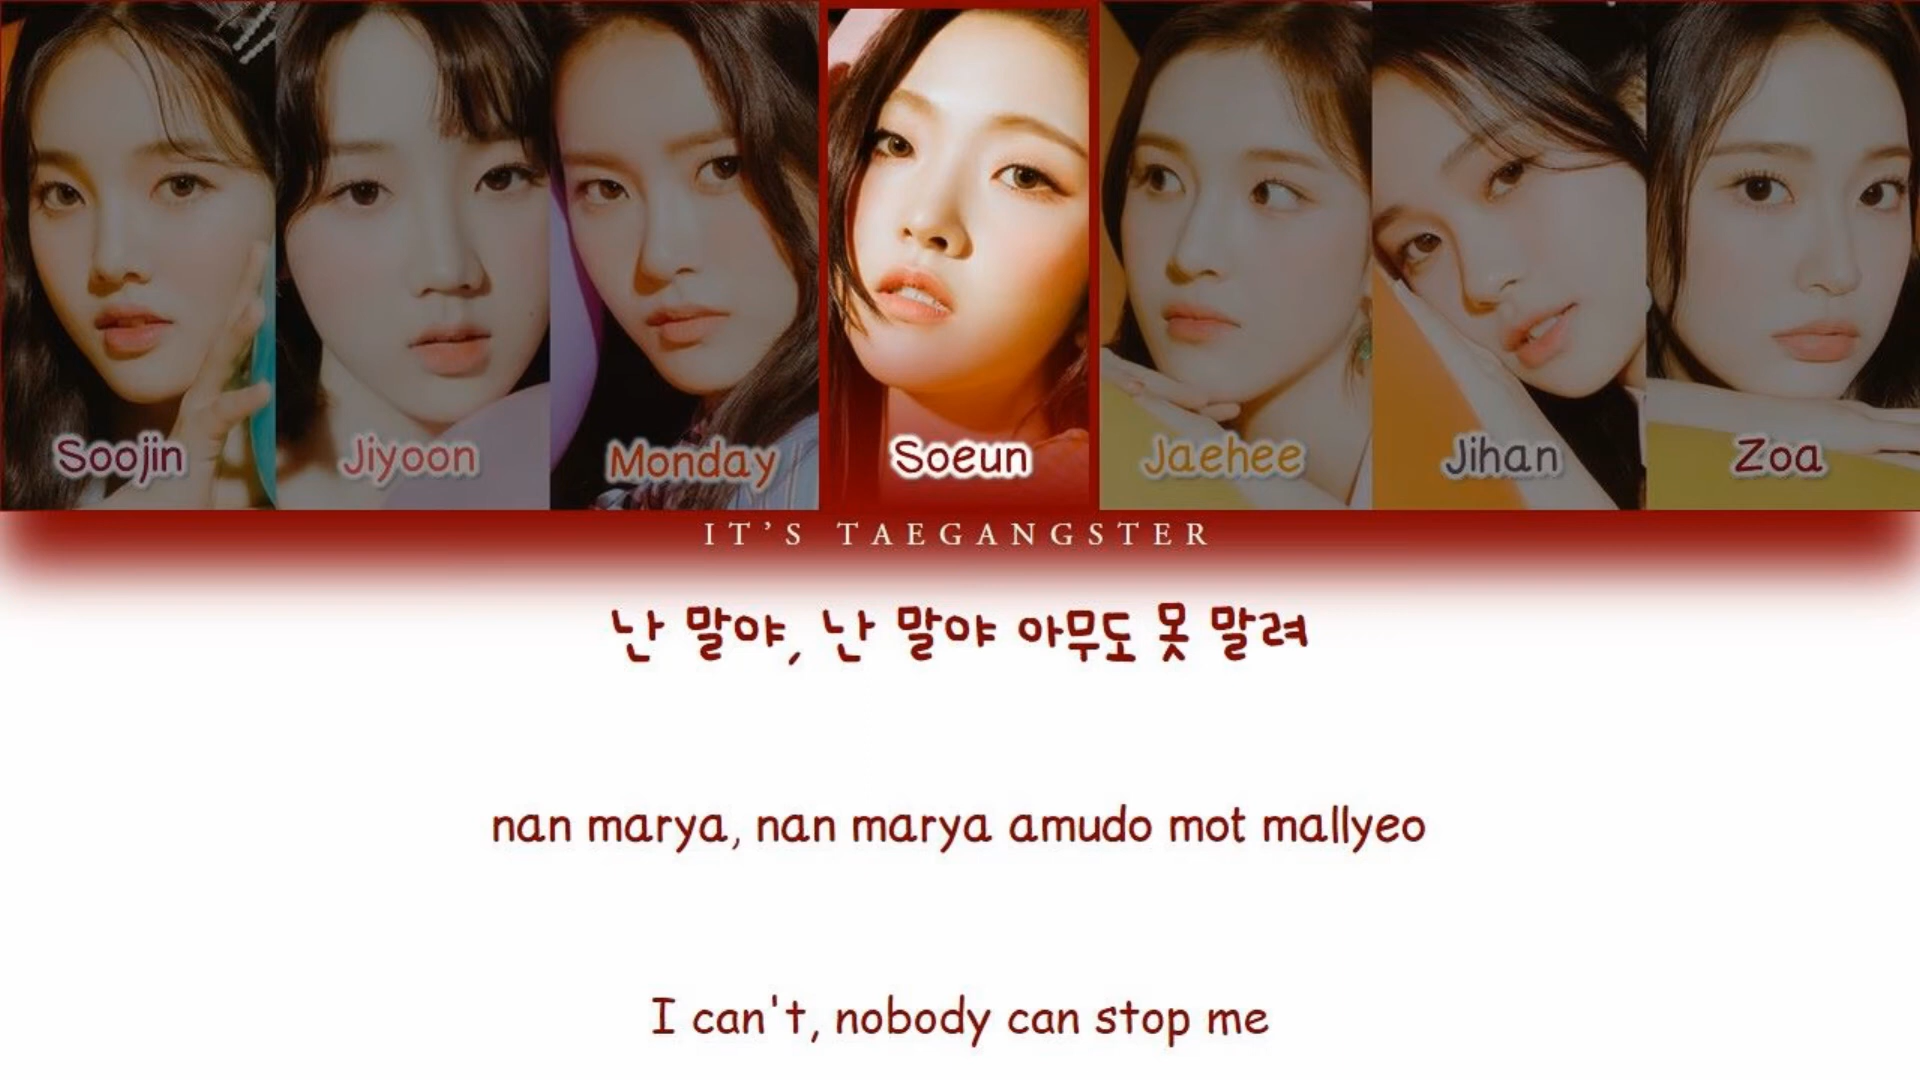 Soojin
Jiyoon
Monday
Soeun
Jaehee
Jihan
Zoa
IT'S TAEGANGSTER
난 말야, 난 말야 아무도 못 말려
nan marya, nan marya amudo mot mallyeo
I can't, nobody can stop me